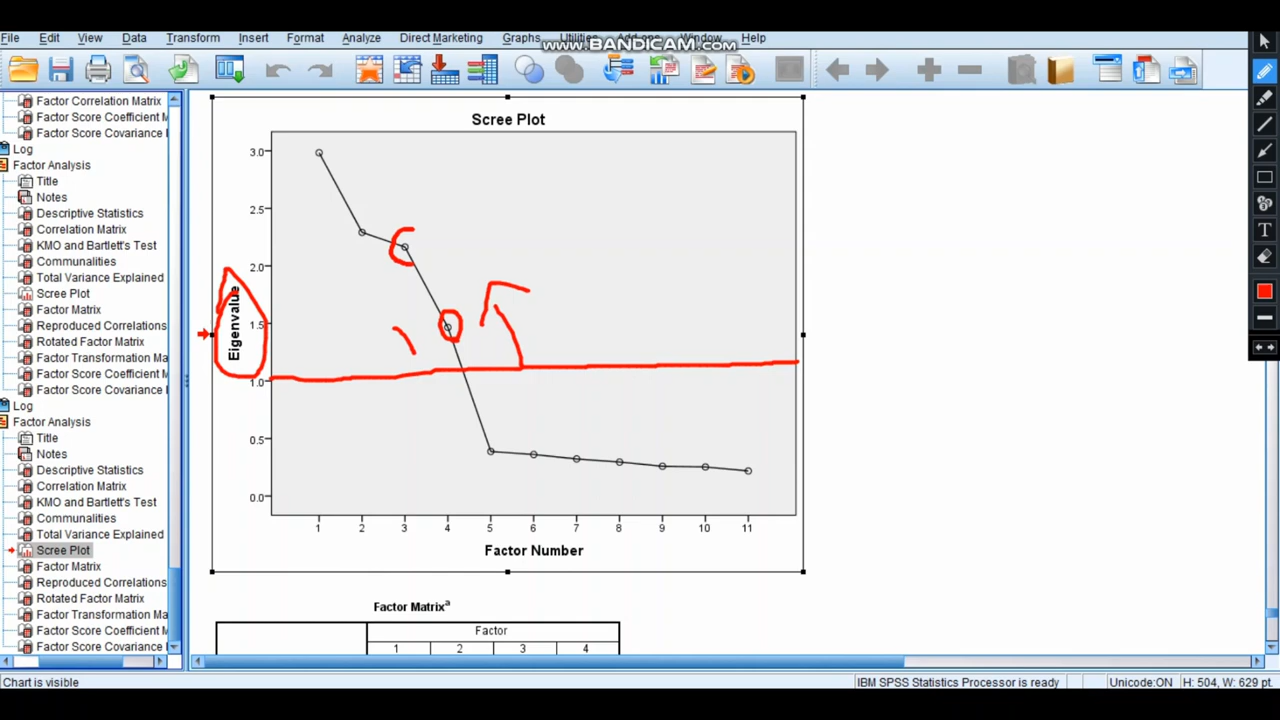 www.BANDICAM.com
File Edit View Data Transform Insert Format Analyze Direct Marketing Graphs Utilities Add-ons Window Help
Factor Correlation Matrix
Factor Score Coefficient M
Factor Score Covariance
Log
Factor Analysis
Title
Notes
Descriptive Statistics
Correlation Matrix
KMO and Bartlett's Test
Communalities
Total Variance Explained
Scree Plot
Factor Matrix
Reproduced Correlations
Rotated Factor Matrix
Factor Transformation Ma
Factor Score Coefficient M
Factor Score Covariance
Log
Factor Analysis
Title
Notes
Descriptive Statistics
Correlation Matrix
KMO and Bartlett's Test
Communalities
Total Variance Explained
Scree Plot
Factor Matrix
Reproduced Correlations
Rotated Factor Matrix
Factor Transformation Ma
Factor Score Coefficient M
Factor Score Covariance
Scree Plot
Eigenvalue
3.0
2.5
2.0
1.5
1.0
0.5
0.0
1 2 3 4 5 6 7 8 9 10 11
Factor Number
Factor Matrixa
Factor
1 2 3 4
T
Chart is visible
IBM SPSS Statistics Processor is ready
Unicode:ON
H: 504, W: 629 pt.